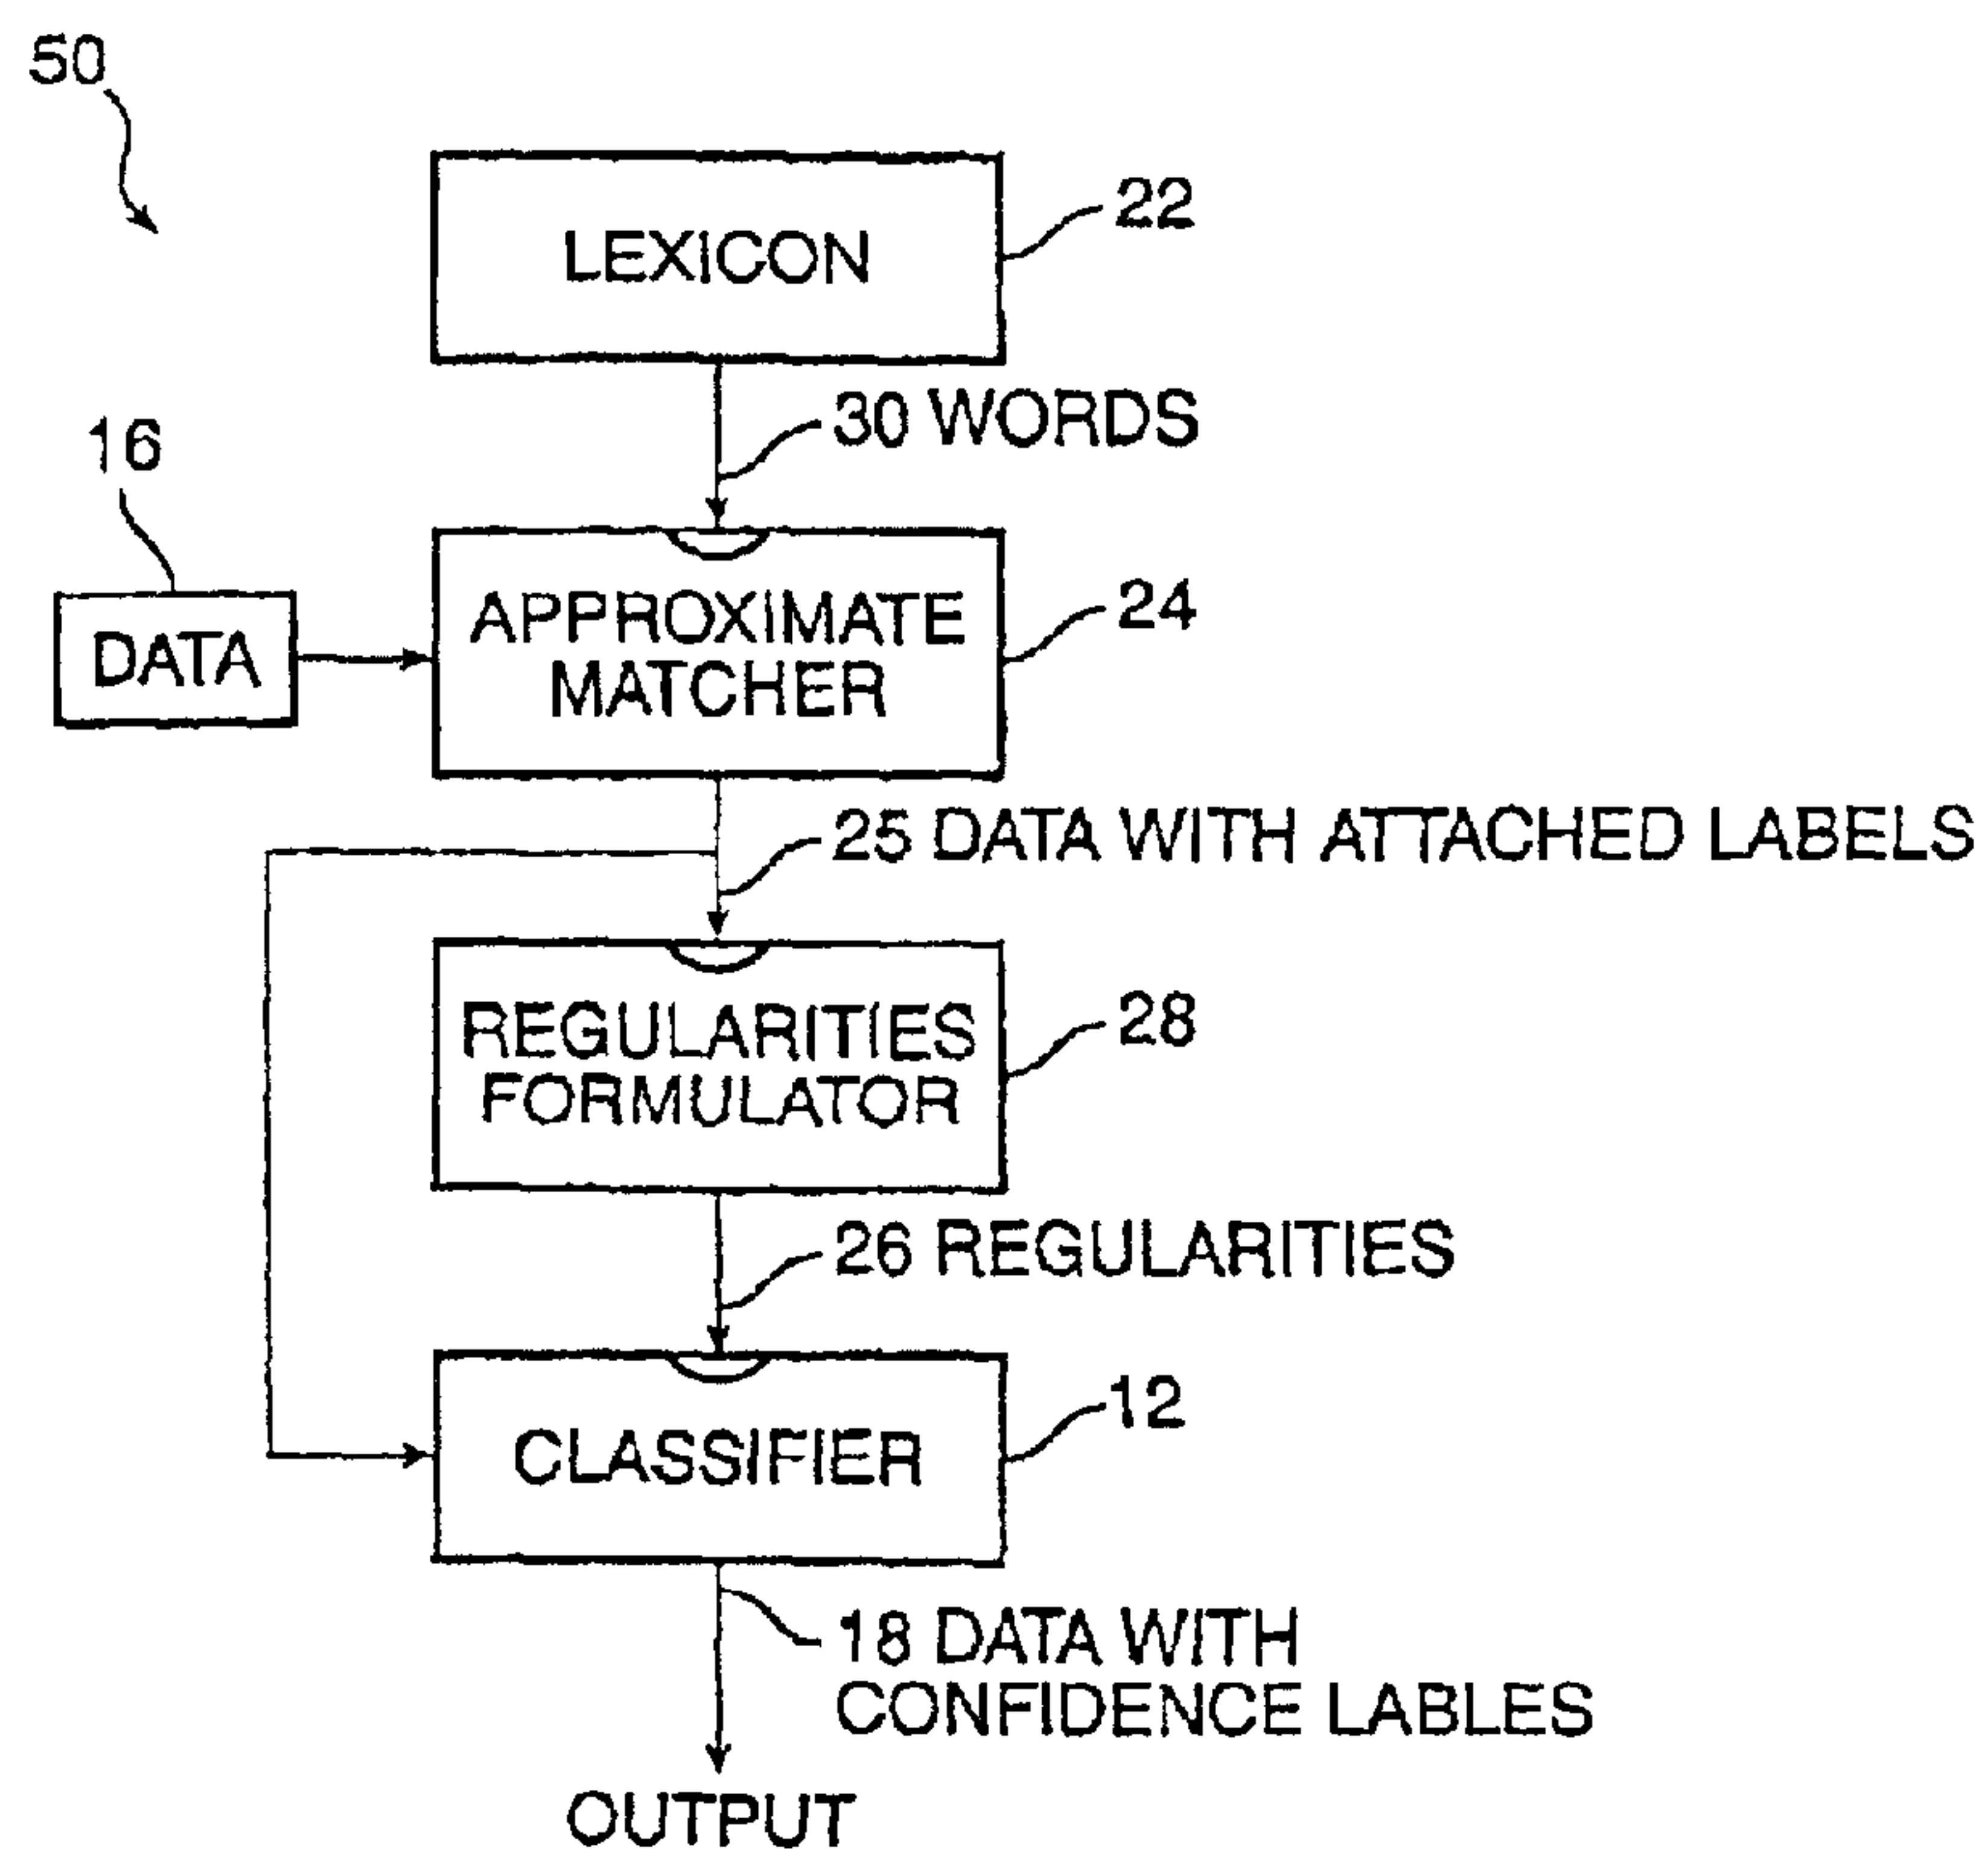 50
LEXICON
22
30 WORDS
16
DATA
APPROXIMATE
MATCHER
24
25 DATA WITH ATTACHED LABELS
REGULARITIES
FORMULATOR
28
26 REGULARITIES
CLASSIFIER
12
18 DATA WITH
CONFIDENCE LABLES
OUTPUT